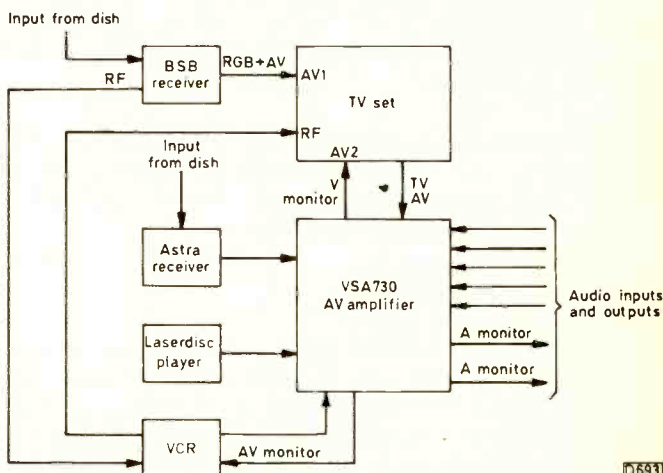 Input from dish
BSB
receiver
RF
RGB+AV
AV1
TV set
RF
AV2
Input
from dish
V
monitor
TV
AV
Astra
receiver
VSA730
AV amplifier
Audio inputs
and outputs
Laserdisc
player
A monitor
A monitor
VCR
AV monitor
D693